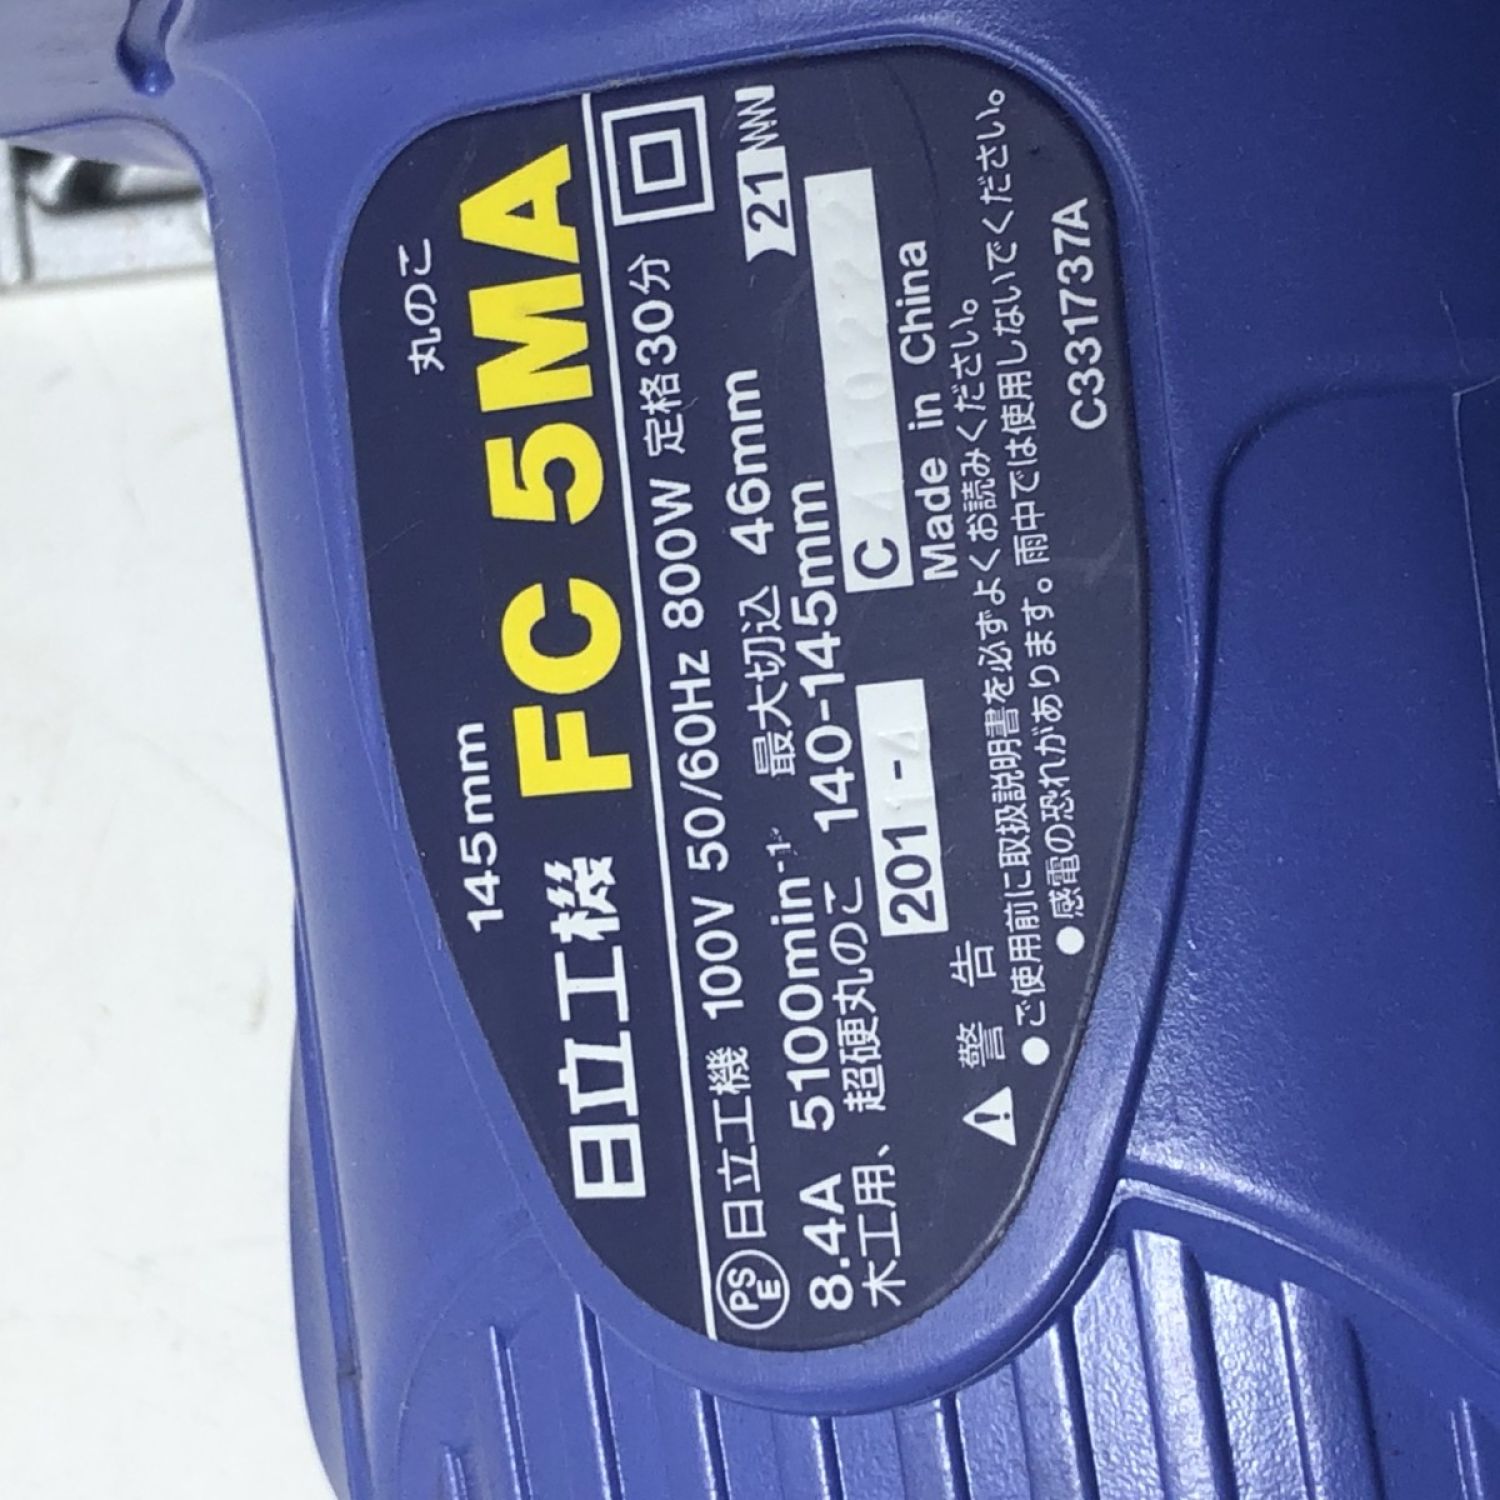 145mm 丸のこ
日立工機 FC 5MA
PSE 日立工機 100V 50/60Hz 800W 定格30分
8.4A 5100min⁻¹ 最大切込 46mm 21
木工用、超硬丸のこ 140-145mm
201 -4 C
Made in China
⚠ 警告
●ご使用前に取扱説明書を必ずよくお読みください。
●感電の恐れがあります。雨中では使用しないでください。
C331737A